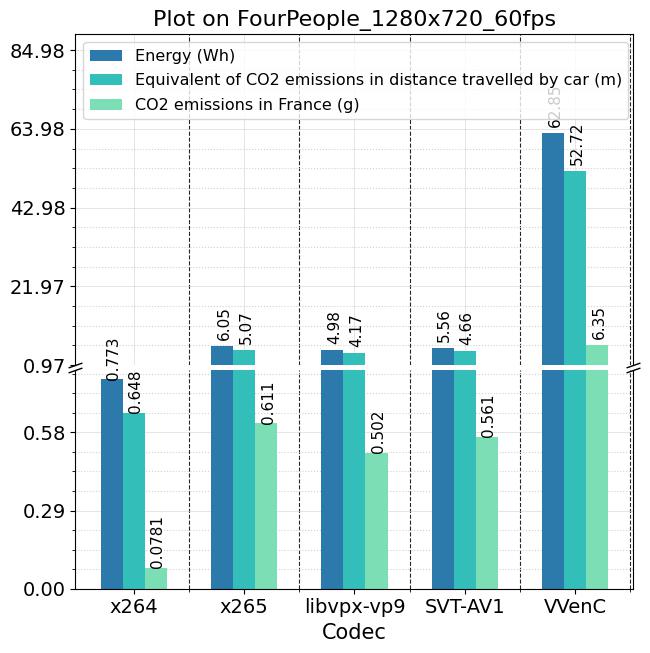 Plot on FourPeople_1280x720_60fps
Energy (Wh)
Equivalent of CO2 emissions in distance travelled by car (m)
CO2 emissions in France (g)
84.98
63.98
42.98
21.97
0.97
0.58
0.29
0.00
0.773
0.648
0.0781
6.05
5.07
0.611
4.98
4.17
0.502
5.56
4.66
0.561
62.85
52.72
6.35
x264
x265
libvpx-vp9
SVT-AV1
VVenC
Codec